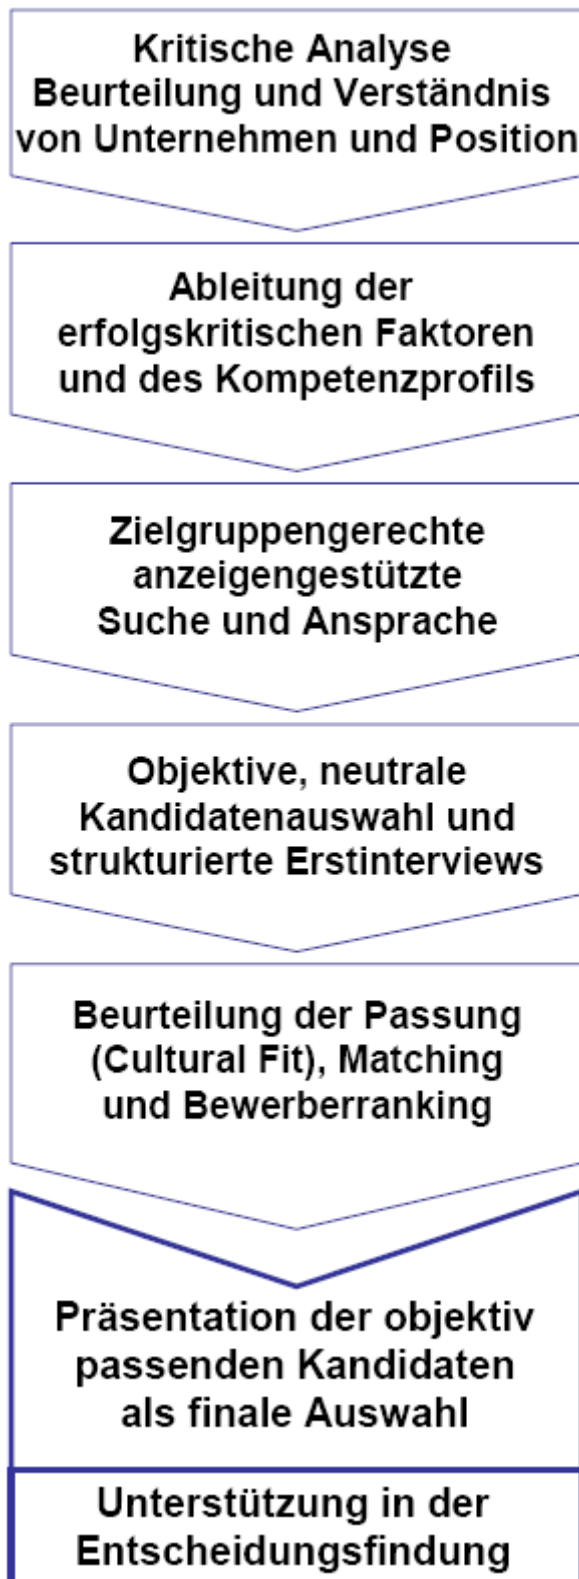 Kritische Analyse
Beurteilung und Verständnis
von Unternehmen und Position
Ableitung der
erfolgskritischen Faktoren
und des Kompetenzprofils
Zielgruppengerechte
anzeigengestützte
Suche und Ansprache
Objektive, neutrale
Kandidatenauswahl und
strukturierte Erstinterviews
Beurteilung der Passung
(Cultural Fit), Matching
und Bewerberranking
Präsentation der objektiv
passenden Kandidaten
als finale Auswahl
Unterstützung in der
Entscheidungsfindung